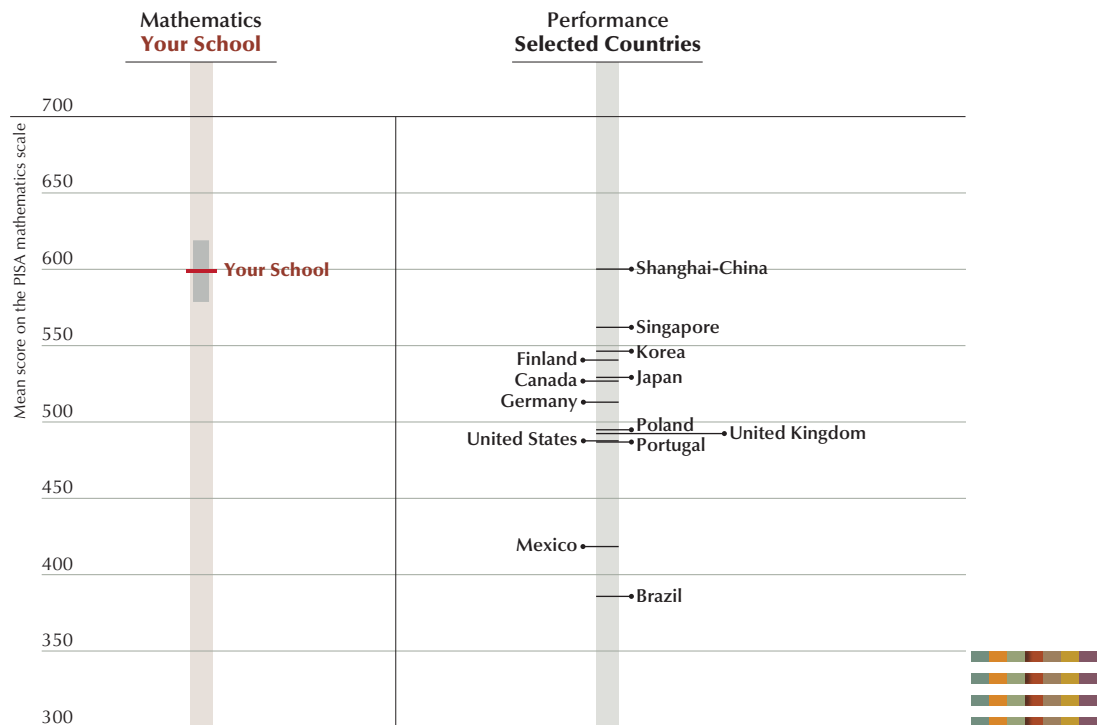 Mathematics
Your School
Performance
Selected Countries
Mean score on the PISA mathematics scale
700
650
600
550
500
450
400
350
300
Your School
Shanghai-China
Singapore
Korea
Finland
Japan
Canada
Germany
Poland
United Kingdom
United States
Portugal
Mexico
Brazil